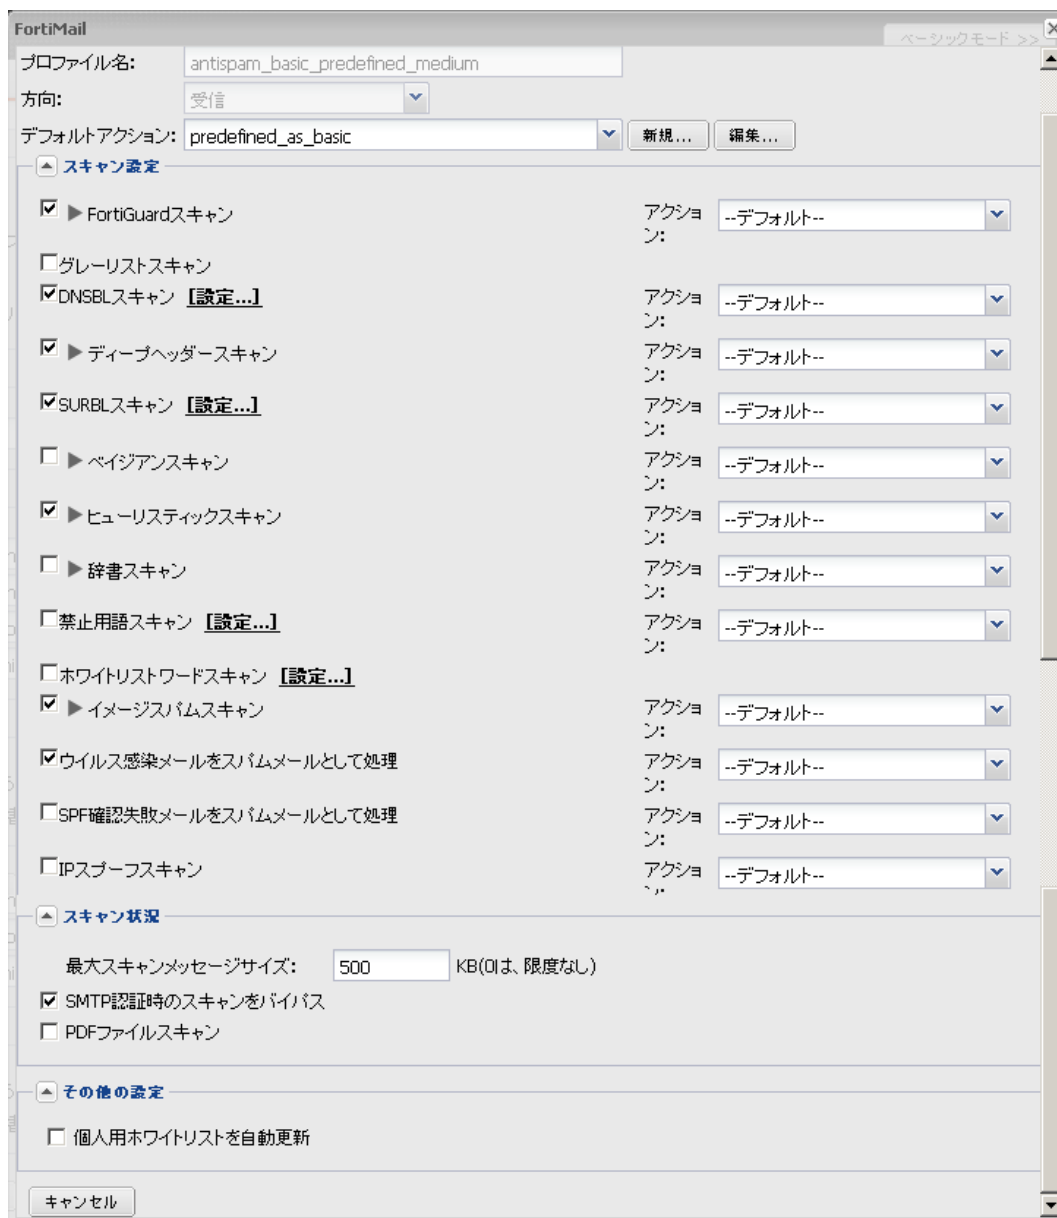 FortiMail
ベーシックモード >>
プロファイル名: antispam_basic_predefined_medium
方向: 受信
デフォルトアクション: predefined_as_basic 新規... 編集...
スキャン設定
FortiGuardスキャン アクション: --デフォルト--
グレーリストスキャン
DNSBLスキャン [設定...] アクション: --デフォルト--
ディープヘッダースキャン アクション: --デフォルト--
SURBLスキャン [設定...] アクション: --デフォルト--
ベイジアンスキャン アクション: --デフォルト--
ヒューリスティックスキャン アクション: --デフォルト--
辞書スキャン アクション: --デフォルト--
禁止用語スキャン [設定...] アクション: --デフォルト--
ホワイトリストワードスキャン [設定...]
イメージスパムスキャン アクション: --デフォルト--
ウイルス感染メールをスパムメールとして処理 アクション: --デフォルト--
SPF確認失敗メールをスパムメールとして処理 アクション: --デフォルト--
IPスプーフスキャン アクション: --デフォルト--
スキャン状況
最大スキャンメッセージサイズ: 500 KB(0は、限度なし)
SMTP認証時のスキャンをバイパス
PDFファイルスキャン
その他の設定
個人用ホワイトリストを自動更新
キャンセル